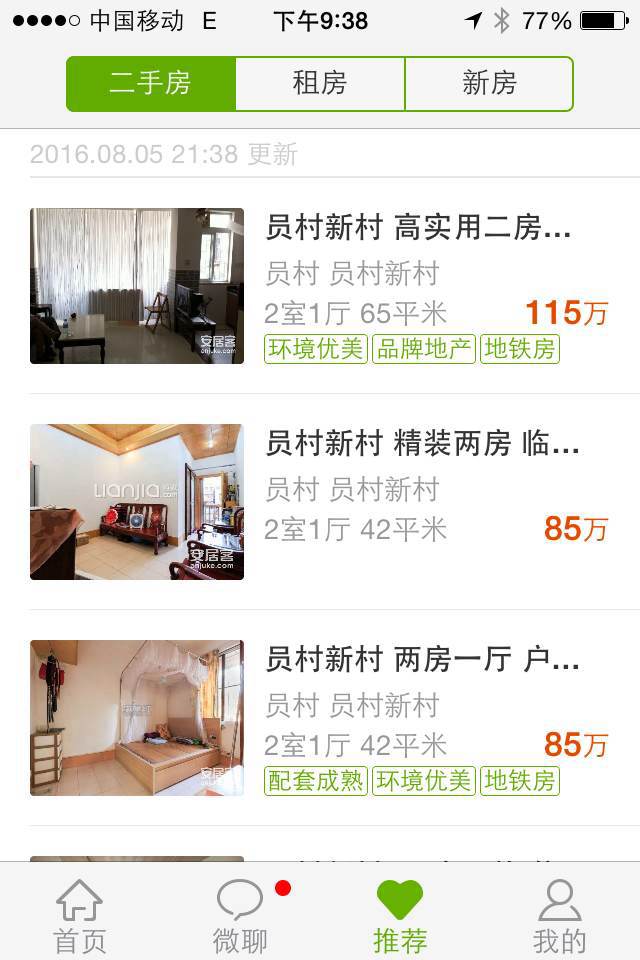 中国移动 E 下午9:38 77%
二手房 租房 新房
2016.08.05 21:38 更新
员村新村 高实用二房...
员村 员村新村
2室1厅 65平米 115万
环境优美 品牌地产 地铁房
安居客
anjuke.com
员村新村 精装两房 临...
员村 员村新村
2室1厅 42平米 85万
LIANJIA.com
安居客
anjuke.com
员村新村 两房一厅 户...
员村 员村新村
2室1厅 42平米 85万
配套成熟 环境优美 地铁房
安居客
anjuke.com
首页 微聊 推荐 我的